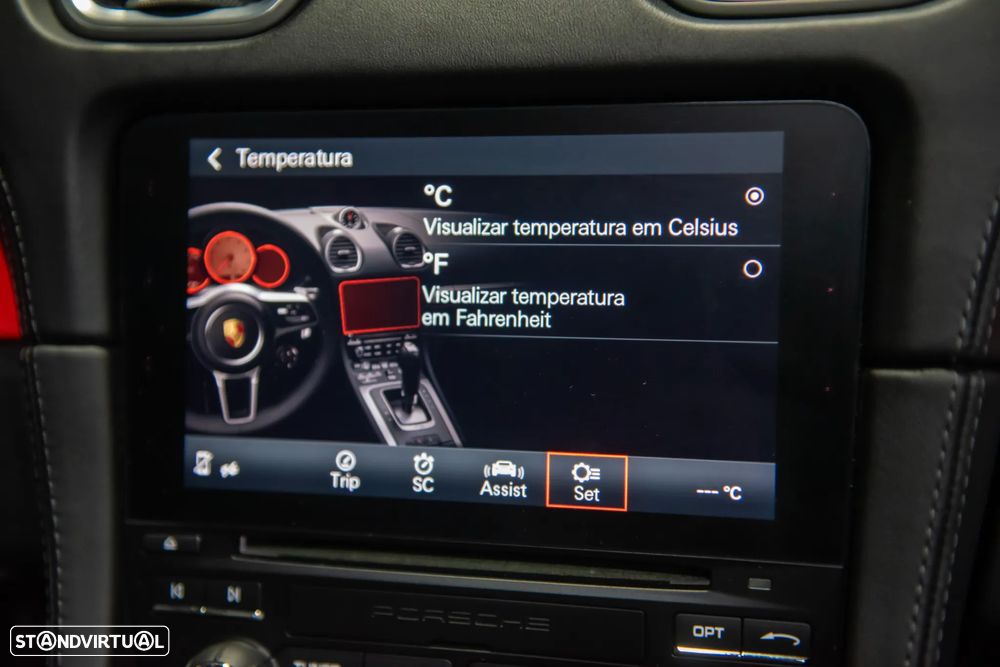 Temperatura
°C
Visualizar temperatura em Celsius
°F
Visualizar temperatura
em Fahrenheit
Trip
SC
Assist
Set
--- °C
PORSCHE
OPT
STANDVIRTUAL